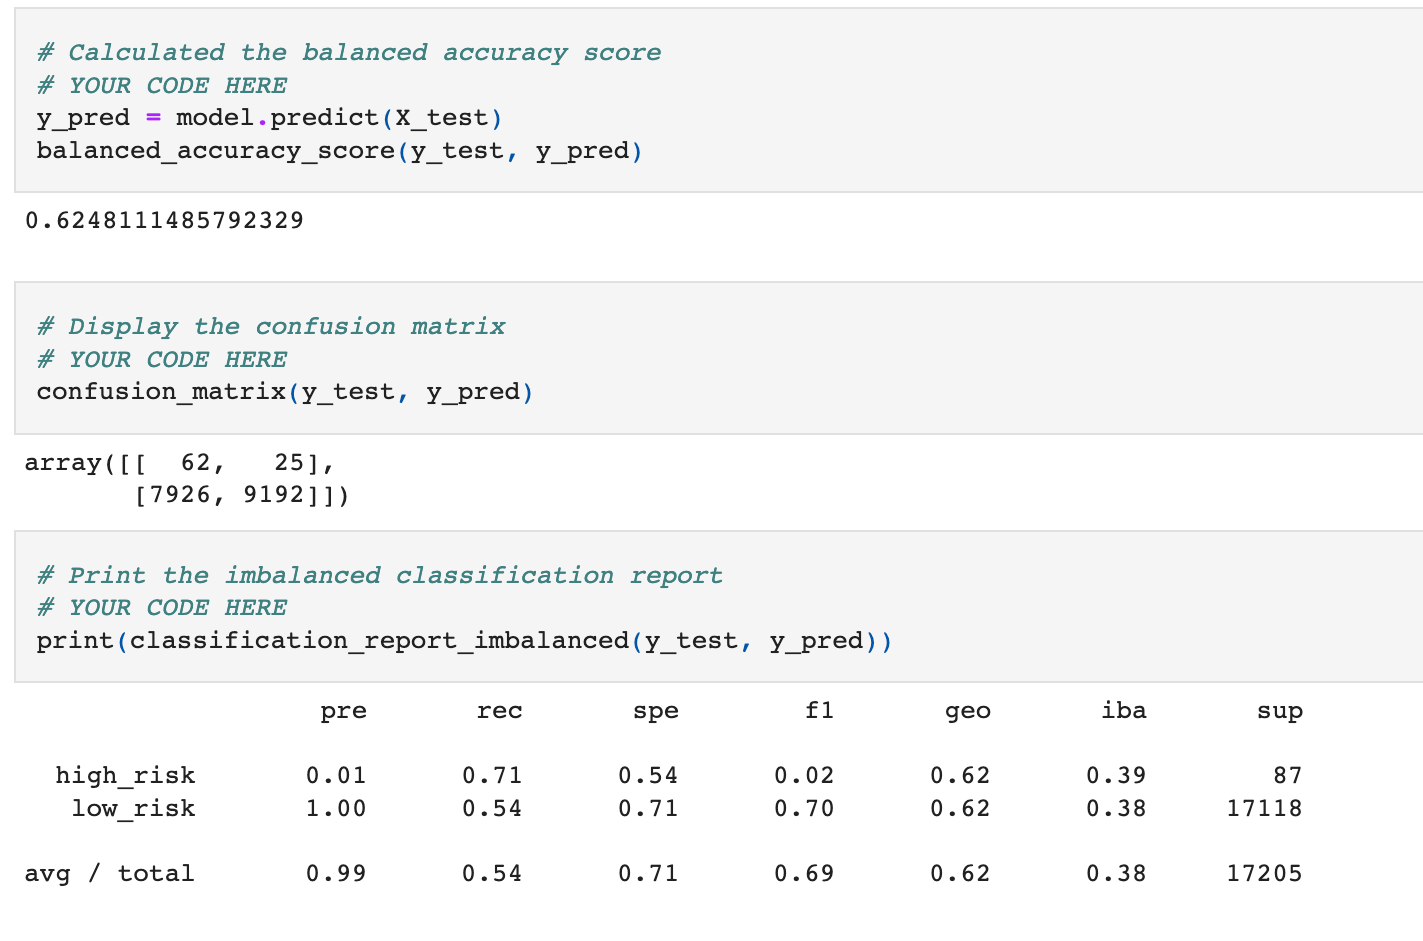 # Calculated the balanced accuracy score
# YOUR CODE HERE
y_pred = model.predict(X_test)
balanced_accuracy_score(y_test, y_pred)
0.6248111485792329
# Display the confusion matrix
# YOUR CODE HERE
confusion_matrix(y_test, y_pred)
array([[  62,   25],
       [7926, 9192]])
# Print the imbalanced classification report
# YOUR CODE HERE
print(classification_report_imbalanced(y_test, y_pred))
pre rec spe f1 geo iba sup
high_risk 0.01 0.71 0.54 0.02 0.62 0.39 87
low_risk 1.00 0.54 0.71 0.70 0.62 0.38 17118
avg / total 0.99 0.54 0.71 0.69 0.62 0.38 17205